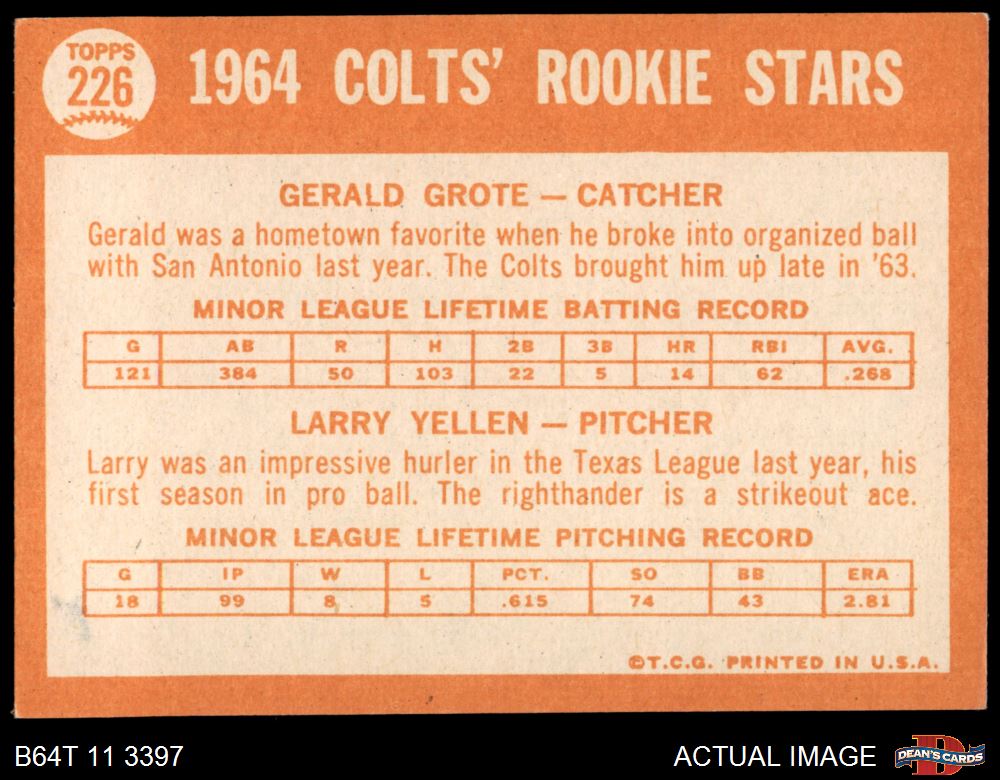 TOPPS
226
1964 COLTS' ROOKIE STARS
GERALD GROTE — CATCHER
Gerald was a hometown favorite when he broke into organized ball
with San Antonio last year. The Colts brought him up late in '63.
MINOR LEAGUE LIFETIME BATTING RECORD
G AB R H 2B 3B HR RBI AVG.
121 384 50 103 22 5 14 62 .268
LARRY YELLEN — PITCHER
Larry was an impressive hurler in the Texas League last year, his
first season in pro ball. The righthander is a strikeout ace.
MINOR LEAGUE LIFETIME PITCHING RECORD
G IP W L PCT. SO BB ERA
18 99 8 5 .615 74 43 2.81
©T.C.G. PRINTED IN U.S.A.
B64T 11 3397
ACTUAL IMAGE
D
DEAN'S CARDS